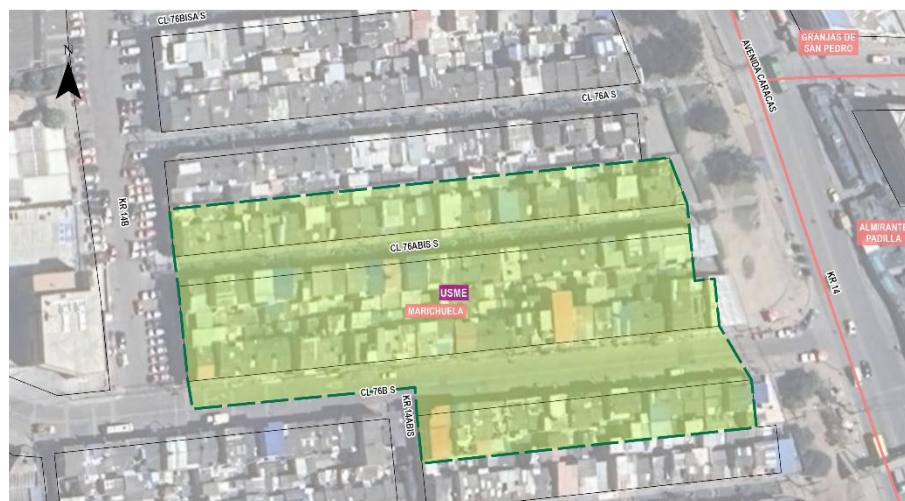 CL 76BISA S
GRANJAS DE
SAN PEDRO
AVENIDA CARACAS
N
CL 76A S
KR 14B
ALMIRANTE
PADILLA
CL 76ABIS S
KR 14
USME
MARICHUELA
CL 76B S
KR 14ABIS